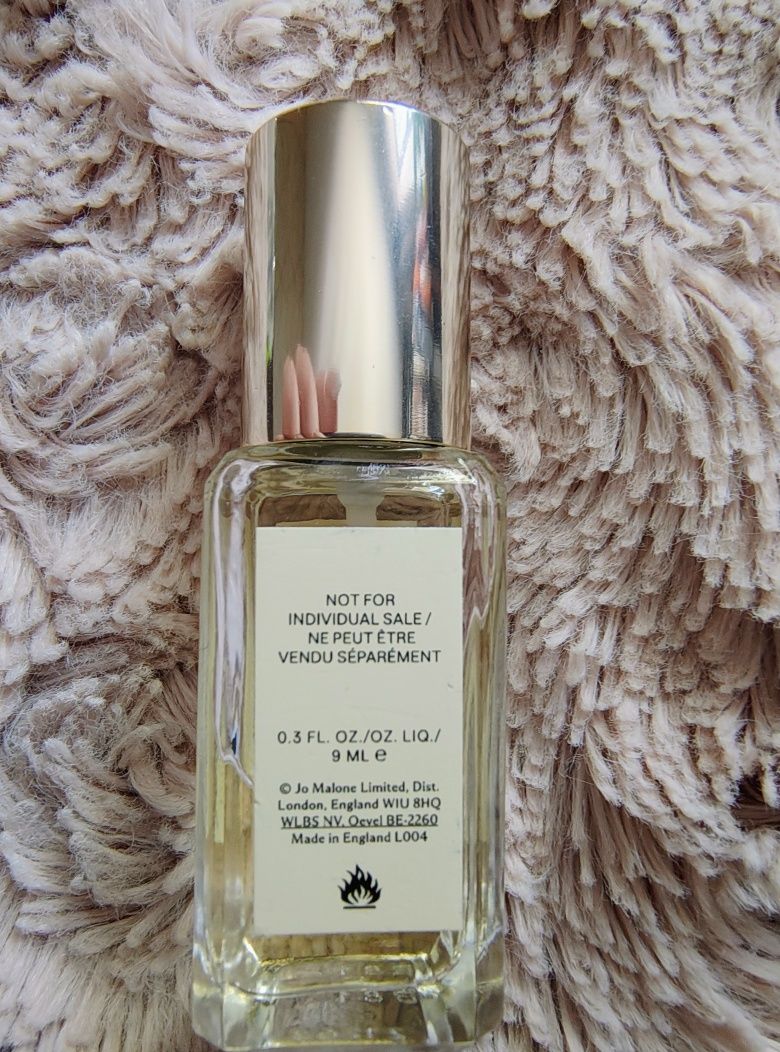 NOT FOR
INDIVIDUAL SALE /
NE PEUT ÊTRE
VENDU SÉPARÉMENT
0.3 FL. OZ./OZ. LIQ./
9 ML e
© Jo Malone Limited, Dist.
London, England W1U 8HQ
WLBS NV, Oevel BE-2260
Made in England L004